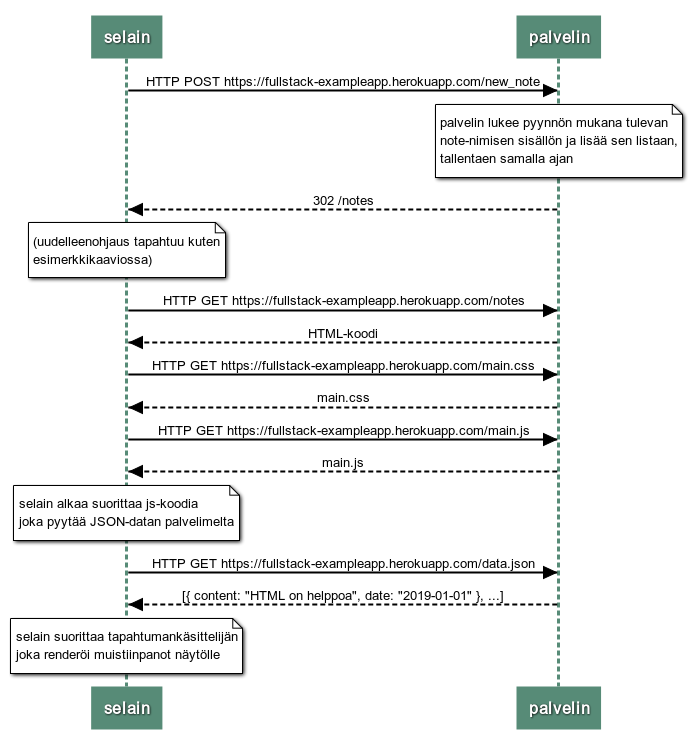 selain
palvelin
HTTP POST https://fullstack-exampleapp.herokuapp.com/new_note
palvelin lukee pyynnön mukana tulevan
note-nimisen sisällön ja lisää sen listaan,
tallentaen samalla ajan
302 /notes
(uudelleenohjaus tapahtuu kuten
esimerkkikaaviossa)
HTTP GET https://fullstack-exampleapp.herokuapp.com/notes
HTML-koodi
HTTP GET https://fullstack-exampleapp.herokuapp.com/main.css
main.css
HTTP GET https://fullstack-exampleapp.herokuapp.com/main.js
main.js
selain alkaa suorittaa js-koodia
joka pyytää JSON-datan palvelimelta
HTTP GET https://fullstack-exampleapp.herokuapp.com/data.json
[{ content: "HTML on helppoa", date: "2019-01-01" }, ...]
selain suorittaa tapahtumankäsittelijän
joka renderöi muistiinpanot näytölle
selain
palvelin